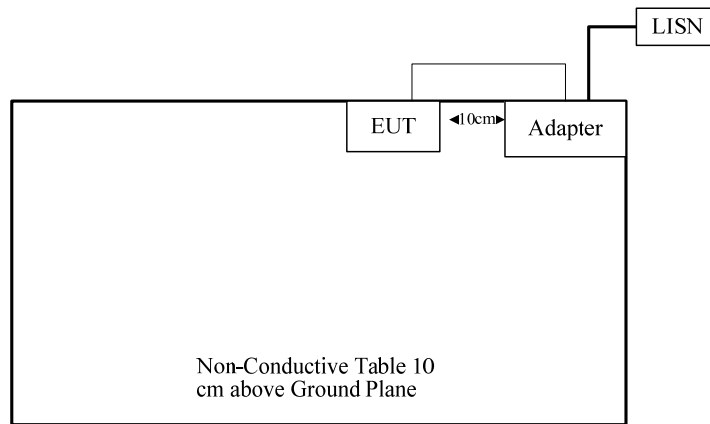 LISN
EUT
10cm
Adapter
Non-Conductive Table 10
cm above Ground Plane